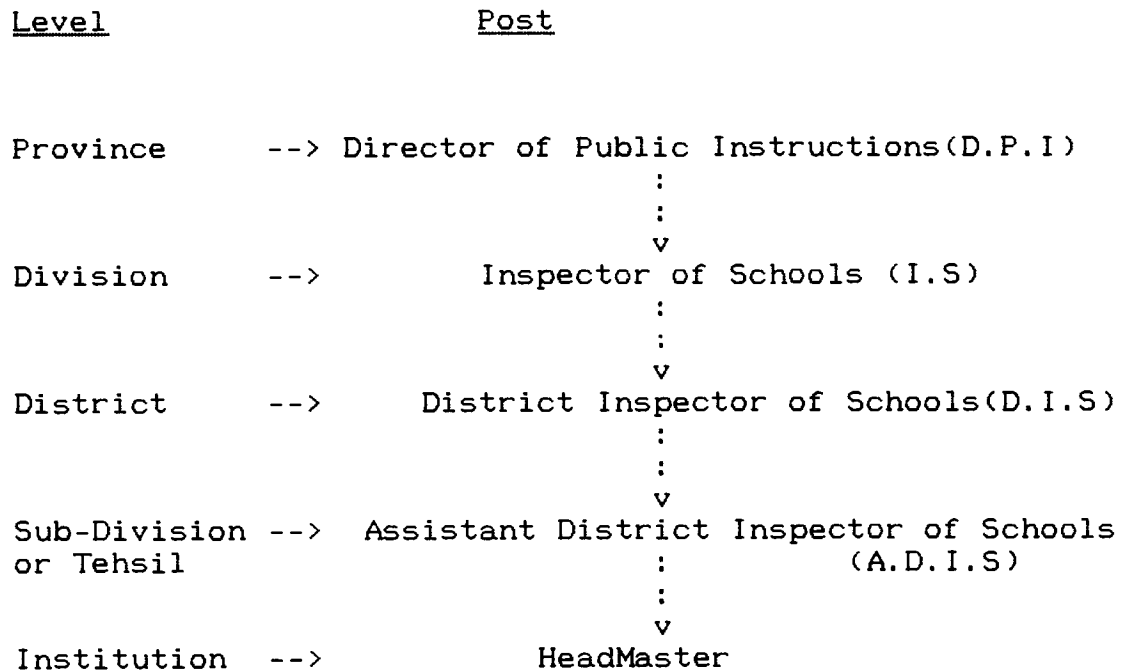 Level Post
Province --> Director of Public Instructions(D.P.I)
:
:
v
Division --> Inspector of Schools (I.S)
:
:
v
District --> District Inspector of Schools(D.I.S)
:
:
v
Sub-Division --> Assistant District Inspector of Schools
or Tehsil : (A.D.I.S)
:
v
Institution --> HeadMaster